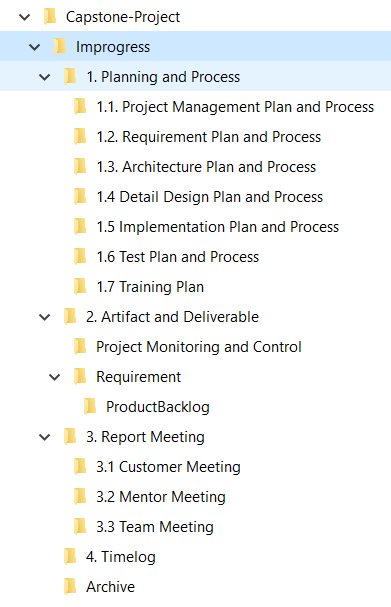 Capstone-Project
Improgress
1. Planning and Process
1.1. Project Management Plan and Process
1.2. Requirement Plan and Process
1.3. Architecture Plan and Process
1.4 Detail Design Plan and Process
1.5 Implementation Plan and Process
1.6 Test Plan and Process
1.7 Training Plan
2. Artifact and Deliverable
Project Monitoring and Control
Requirement
ProductBacklog
3. Report Meeting
3.1 Customer Meeting
3.2 Mentor Meeting
3.3 Team Meeting
4. Timelog
Archive